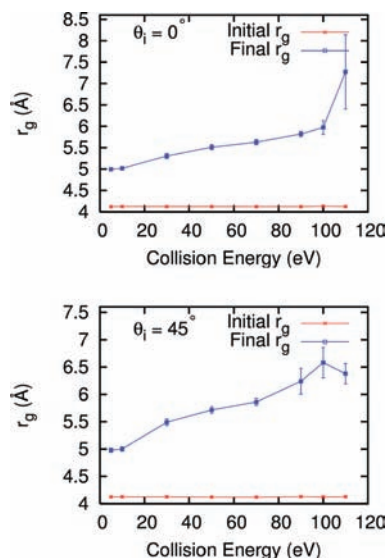 θi = 0°
Initial rg
Final rg
8.5
8
7.5
7
6.5
6
5.5
5
4.5
4
rg (Å)
0 20 40 60 80 100 120
Collision Energy (eV)
θi = 45°
Initial rg
Final rg
7.5
7
6.5
6
5.5
5
4.5
4
rg (Å)
0 20 40 60 80 100 120
Collision Energy (eV)